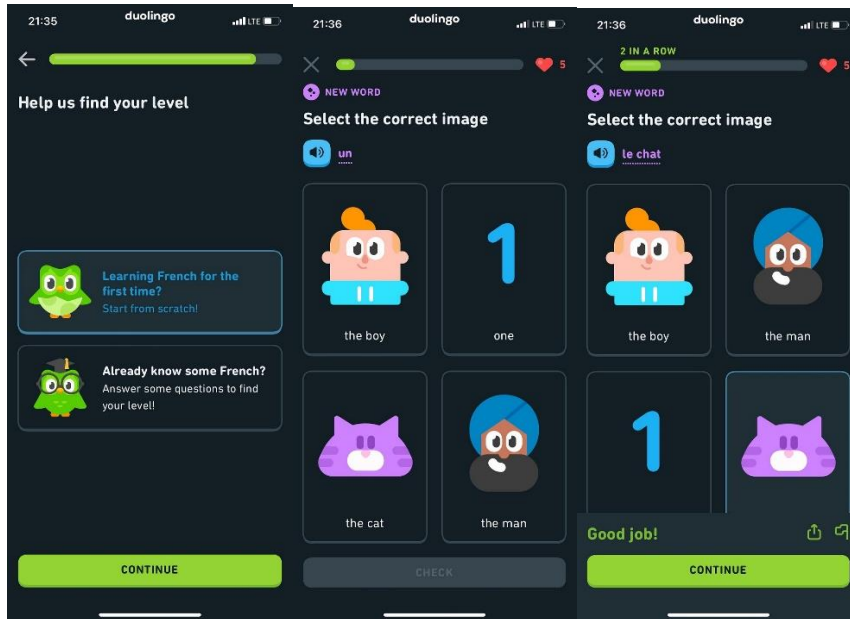 21:35
duolingo
LTE
Help us find your level
Learning French for the
first time?
Start from scratch!
Already know some French?
Answer some questions to find
your level!
CONTINUE
21:36
duolingo
LTE
5
NEW WORD
Select the correct image
un
the boy
one
the cat
the man
CHECK
21:36
duolingo
LTE
2 IN A ROW
5
NEW WORD
Select the correct image
le chat
the boy
the man
1
Good job!
CONTINUE